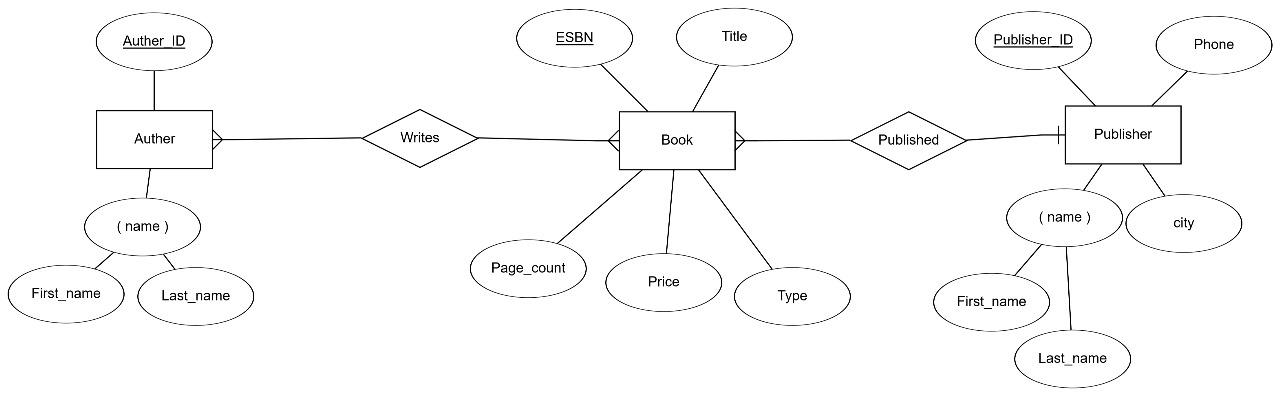 Auther_ID
ESBN
Title
Publisher_ID
Phone
Auther
Writes
Book
Published
Publisher
( name )
( name )
city
Page_count
Price
Type
First_name
Last_name
First_name
Last_name